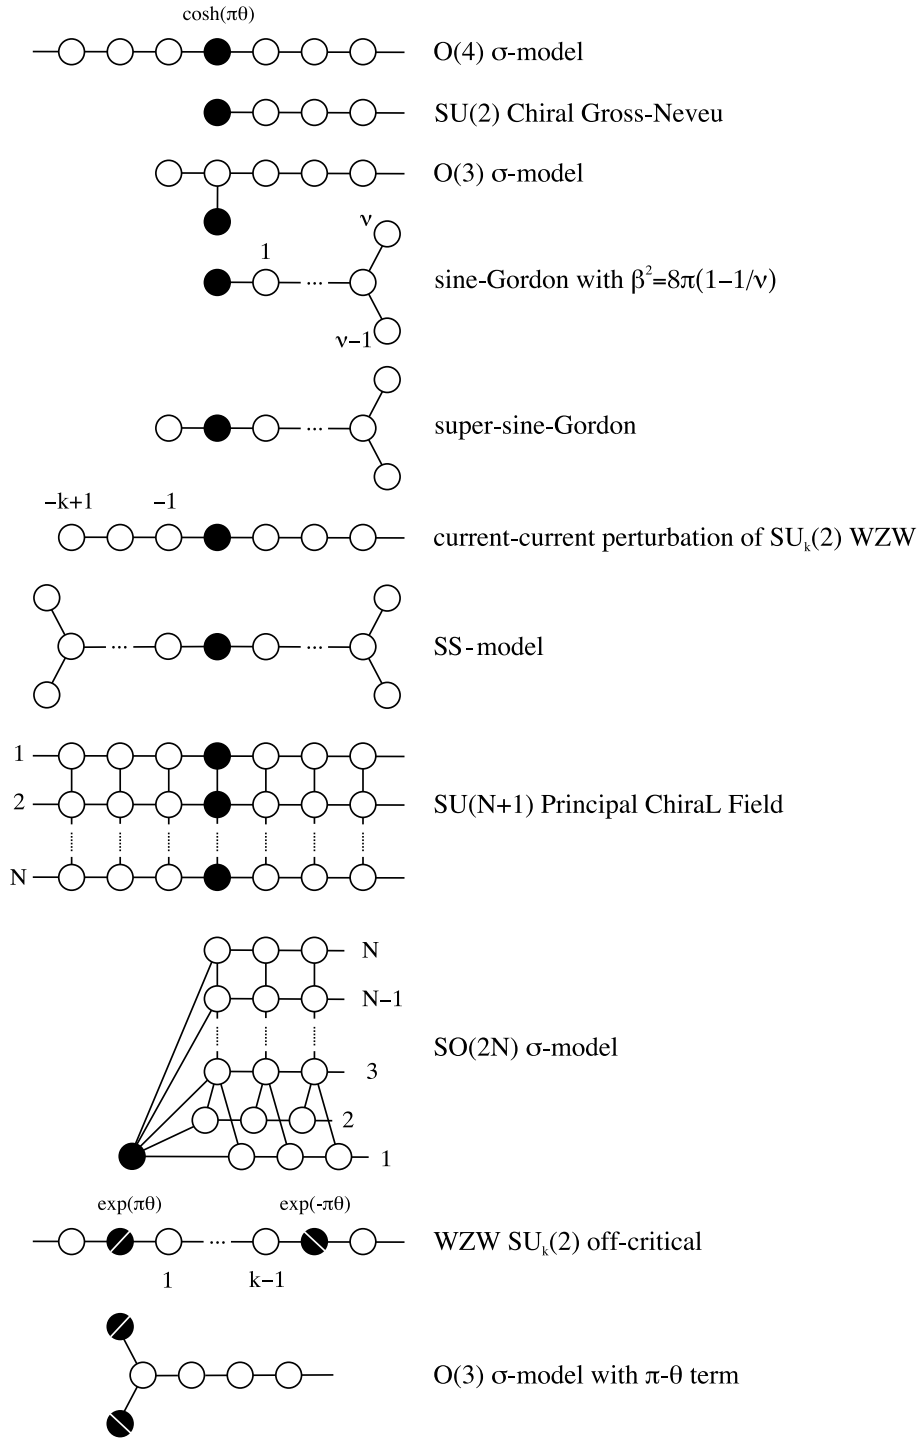 cosh(πθ)
O(4) σ-model
SU(2) Chiral Gross-Neveu
O(3) σ-model
ν
1
... sine-Gordon with β²=8π(1−1/ν)
ν−1
... super-sine-Gordon
−k+1 −1
current-current perturbation of SUₖ(2) WZW
... ... SS-model
1
2 SU(N+1) Principal ChiraL Field
N
N
N−1
SO(2N) σ-model
3
2
1
exp(πθ) exp(-πθ)
... WZW SUₖ(2) off-critical
1 k−1
O(3) σ-model with π-θ term